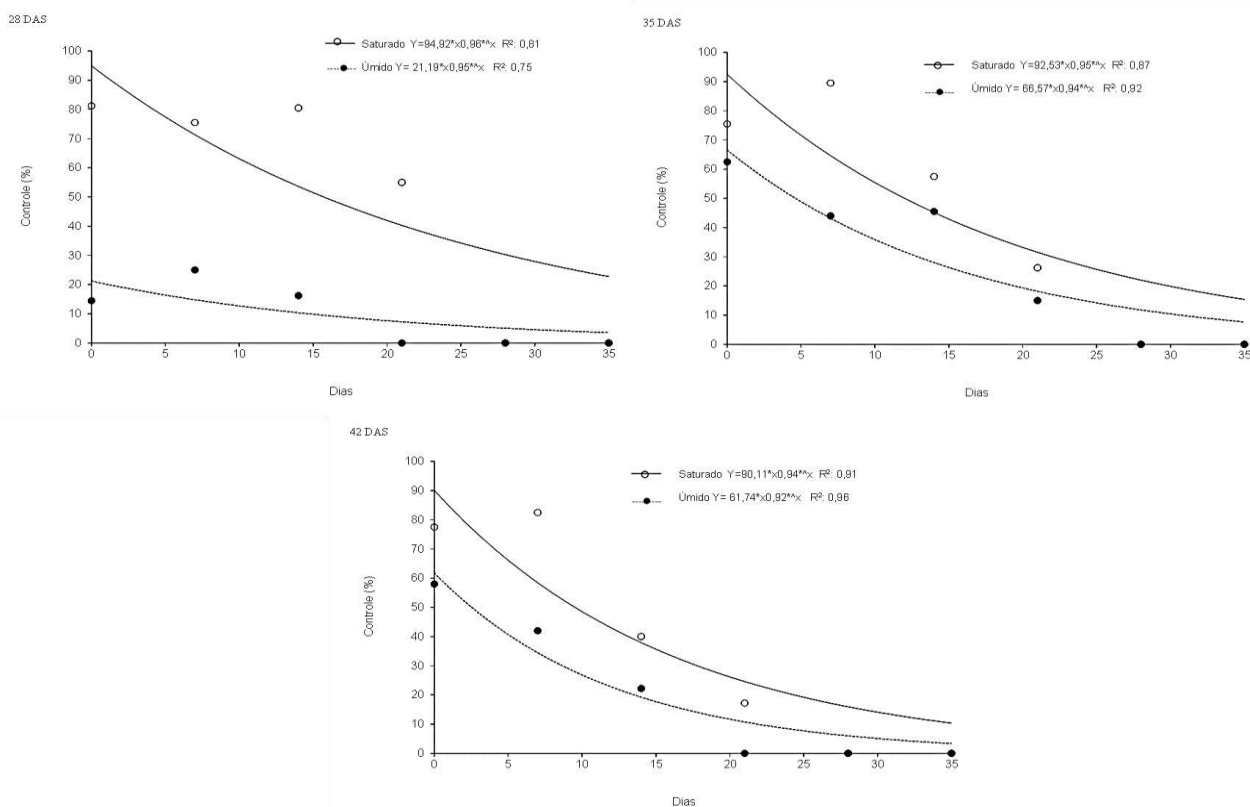 28 DAS
Saturado Y=94,92*x0,96*^x R²: 0,81
Úmido Y= 21,19*x0,95*^x R²: 0,75
100
90
80
70
60
50
40
30
20
10
0
Controle (%)
0 5 10 15 20 25 30 35
Dias
35 DAS
Saturado Y=92,53*x0,95*^x R²: 0,87
Úmido Y= 66,57*x0,94*^x R²: 0,92
100
90
80
70
60
50
40
30
20
10
0
Controle (%)
0 5 10 15 20 25 30 35
Dias
42 DAS
Saturado Y=90,11*x0,94*^x R²: 0,91
Úmido Y= 61,74*x0,92*^x R²: 0,96
100
90
80
70
60
50
40
30
20
10
0
Controle (%)
0 5 10 15 20 25 30 35
Dias